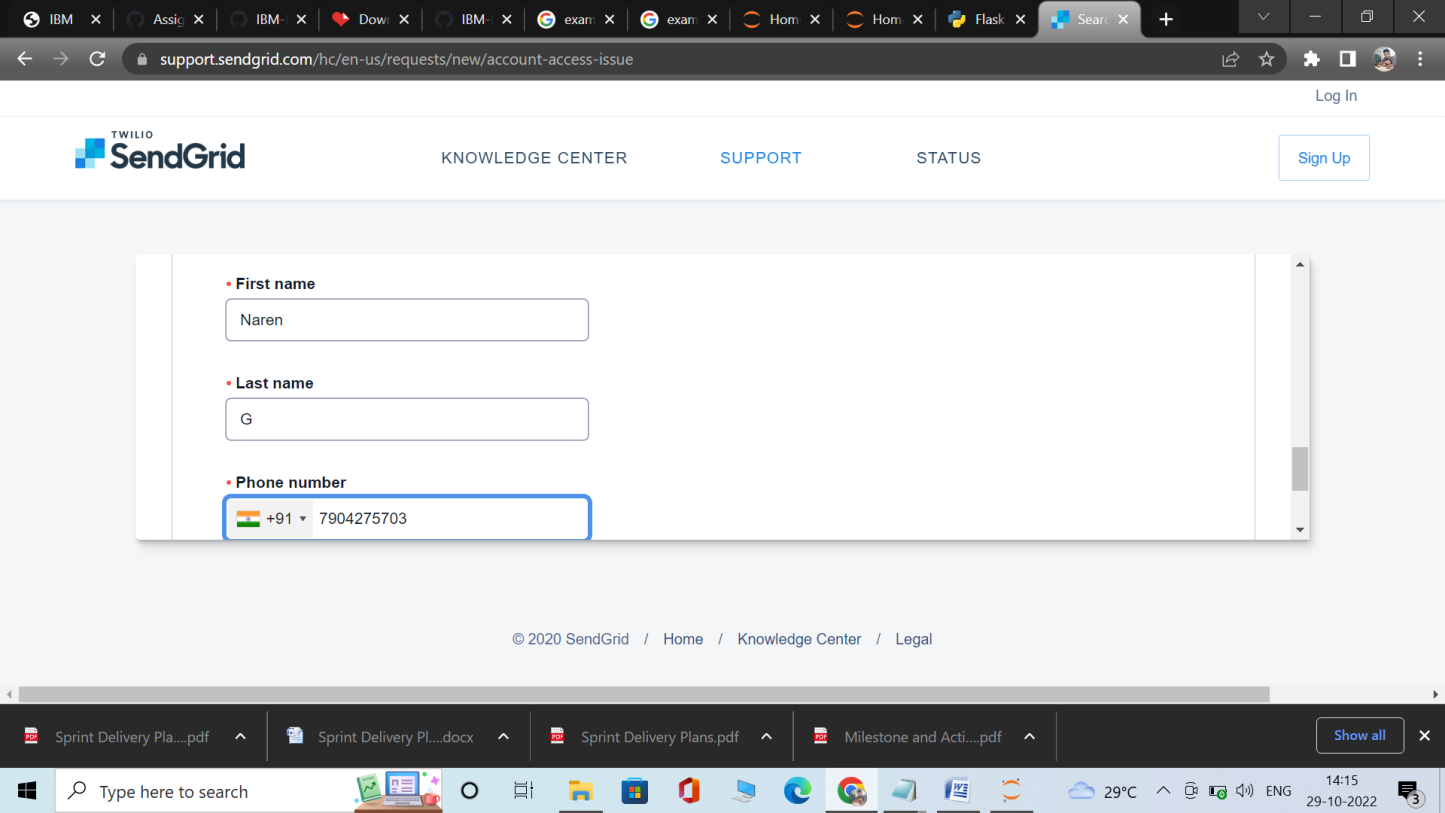 IBM
Assig
IBM-
Dow
IBM-
exam
exam
Hom
Hom
Flask
Sear
support.sendgrid.com/hc/en-us/requests/new/account-access-issue
Log In
TWILIO
SendGrid
KNOWLEDGE CENTER
SUPPORT
STATUS
Sign Up
• First name
Naren
• Last name
G
• Phone number
+91 7904275703
© 2020 SendGrid / Home / Knowledge Center / Legal
Sprint Delivery Pla....pdf
Sprint Delivery Pl....docx
Sprint Delivery Plans.pdf
Milestone and Acti....pdf
Show all
Type here to search
29°C
ENG
14:15
29-10-2022
3